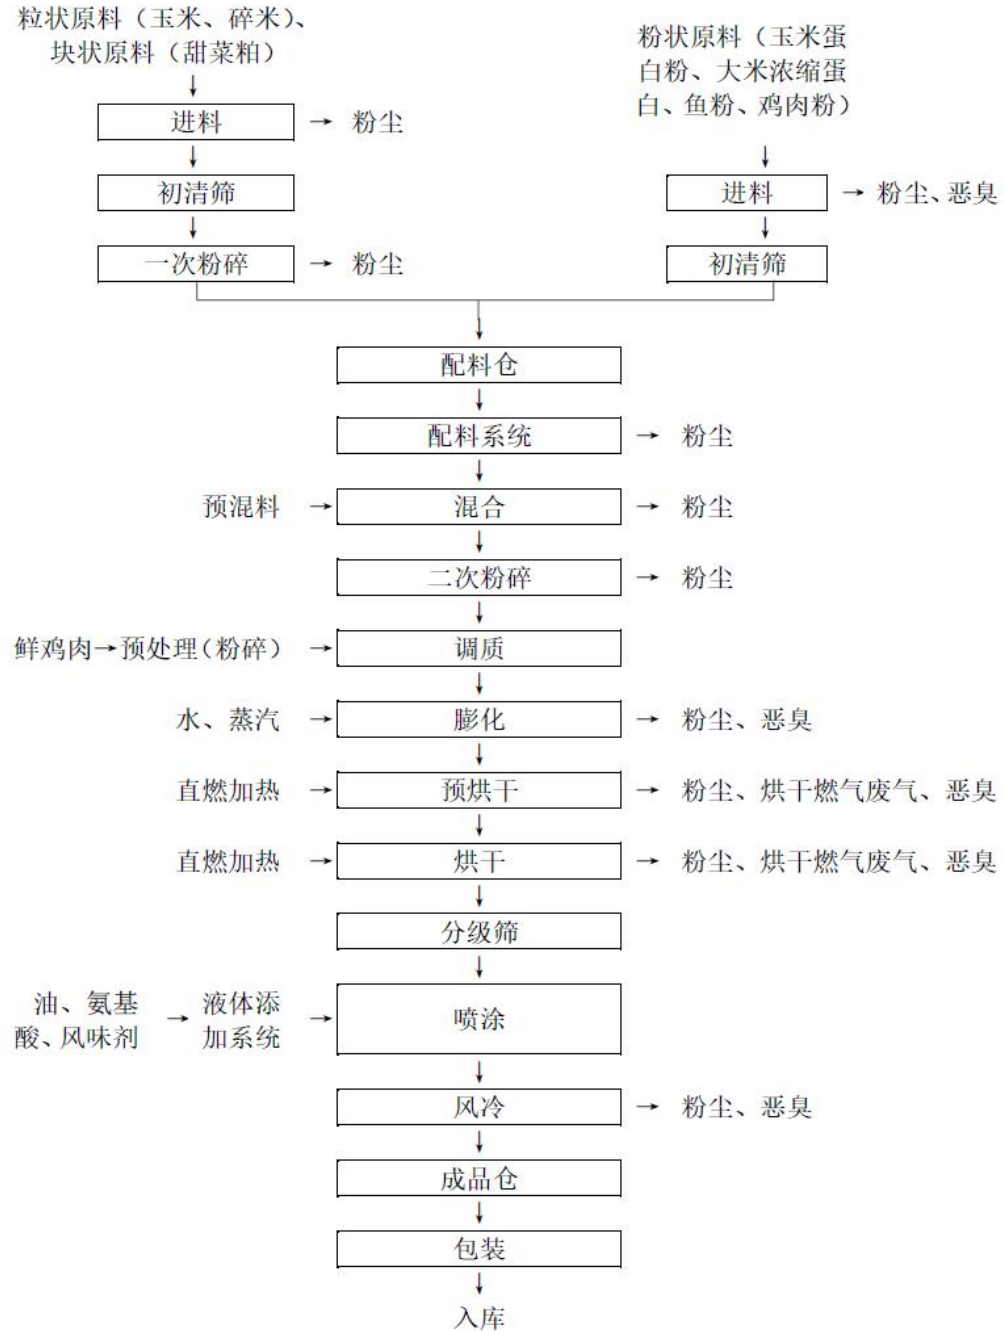 粒状原料（玉米、碎米）、
块状原料（甜菜粕）
粉状原料（玉米蛋
白粉、大米浓缩蛋
白、鱼粉、鸡肉粉）
进料 → 粉尘
初清筛
进料 → 粉尘、恶臭
一次粉碎 → 粉尘
初清筛
配料仓
配料系统 → 粉尘
预混料 → 混合 → 粉尘
二次粉碎 → 粉尘
鲜鸡肉→预处理（粉碎） → 调质
水、蒸汽 → 膨化 → 粉尘、恶臭
直燃加热 → 预烘干 → 粉尘、烘干燃气废气、恶臭
直燃加热 → 烘干 → 粉尘、烘干燃气废气、恶臭
分级筛
油、氨基
酸、风味剂
→
液体添
加系统
→ 喷涂
风冷 → 粉尘、恶臭
成品仓
包装
入库